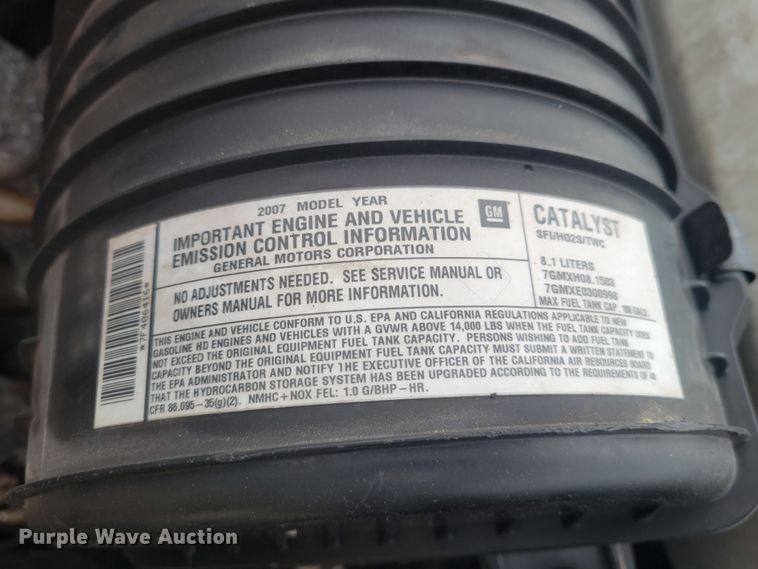 2007 MODEL YEAR
IMPORTANT ENGINE AND VEHICLE
EMISSION CONTROL INFORMATION
GENERAL MOTORS CORPORATION
GM
CATALYST
SFI/HO2S/TWC
NO ADJUSTMENTS NEEDED. SEE SERVICE MANUAL OR
OWNERS MANUAL FOR MORE INFORMATION.
8.1 LITERS
7GMXH08.1503
7GMXE0300998
MAX FUEL TANK CAP. 100 GALS.
THIS ENGINE AND VEHICLE CONFORM TO U.S. EPA AND CALIFORNIA REGULATIONS APPLICABLE TO NEW
GASOLINE HD ENGINES AND VEHICLES WITH A GVWR ABOVE 14,000 LBS WHEN THE FUEL TANK CAPACITY DOES
NOT EXCEED THE ORIGINAL EQUIPMENT FUEL TANK CAPACITY. PERSONS WISHING TO ADD FUEL TANK
CAPACITY BEYOND THE ORIGINAL EQUIPMENT FUEL TANK CAPACITY MUST SUBMIT A WRITTEN STATEMENT TO
THE EPA ADMINISTRATOR AND NOTIFY THE EXECUTIVE OFFICER OF THE CALIFORNIA AIR RESOURCES BOARD
THAT THE HYDROCARBON STORAGE SYSTEM HAS BEEN UPGRADED ACCORDING TO THE REQUIREMENTS OF 40
CFR 86.095-35(g)(2). NMHC+NOX FEL: 1.0 G/BHP-HR.
*7F406416*
Purple Wave Auction